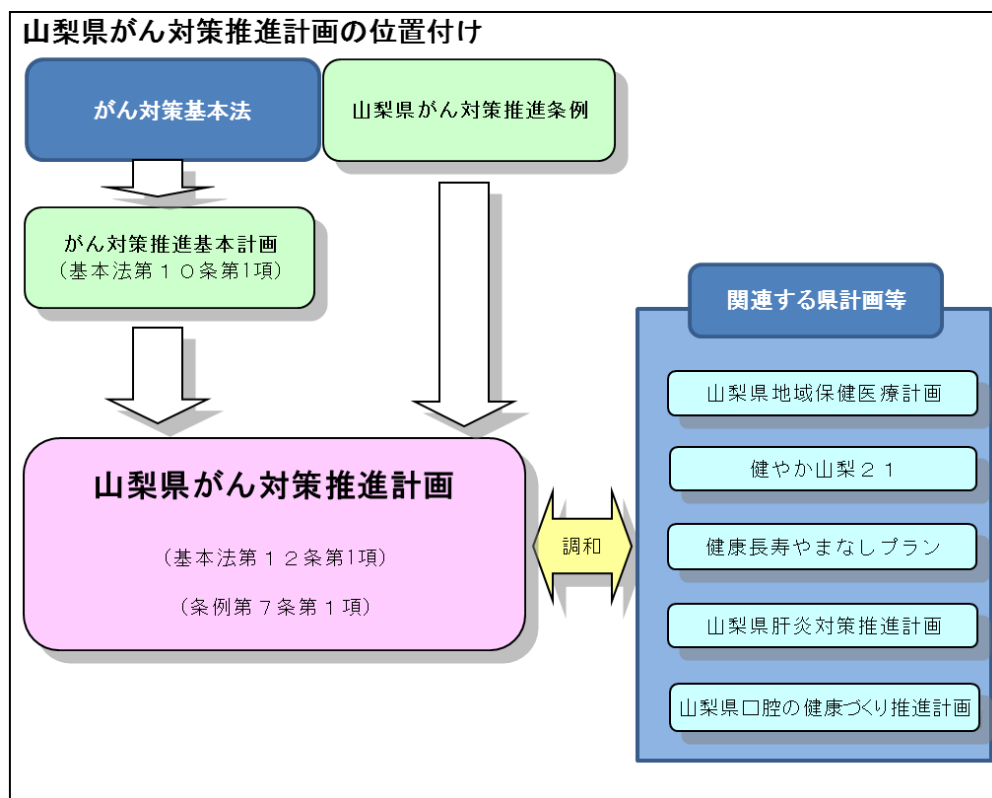 山梨県がん対策推進計画の位置付け
がん対策基本法
山梨県がん対策推進条例
がん対策推進基本計画
（基本法第１０条第1項）
山梨県がん対策推進計画
（基本法第１２条第1項）
（条例第７条第１項）
調和
関連する県計画等
山梨県地域保健医療計画
健やか山梨２１
健康長寿やまなしプラン
山梨県肝炎対策推進計画
山梨県口腔の健康づくり推進計画